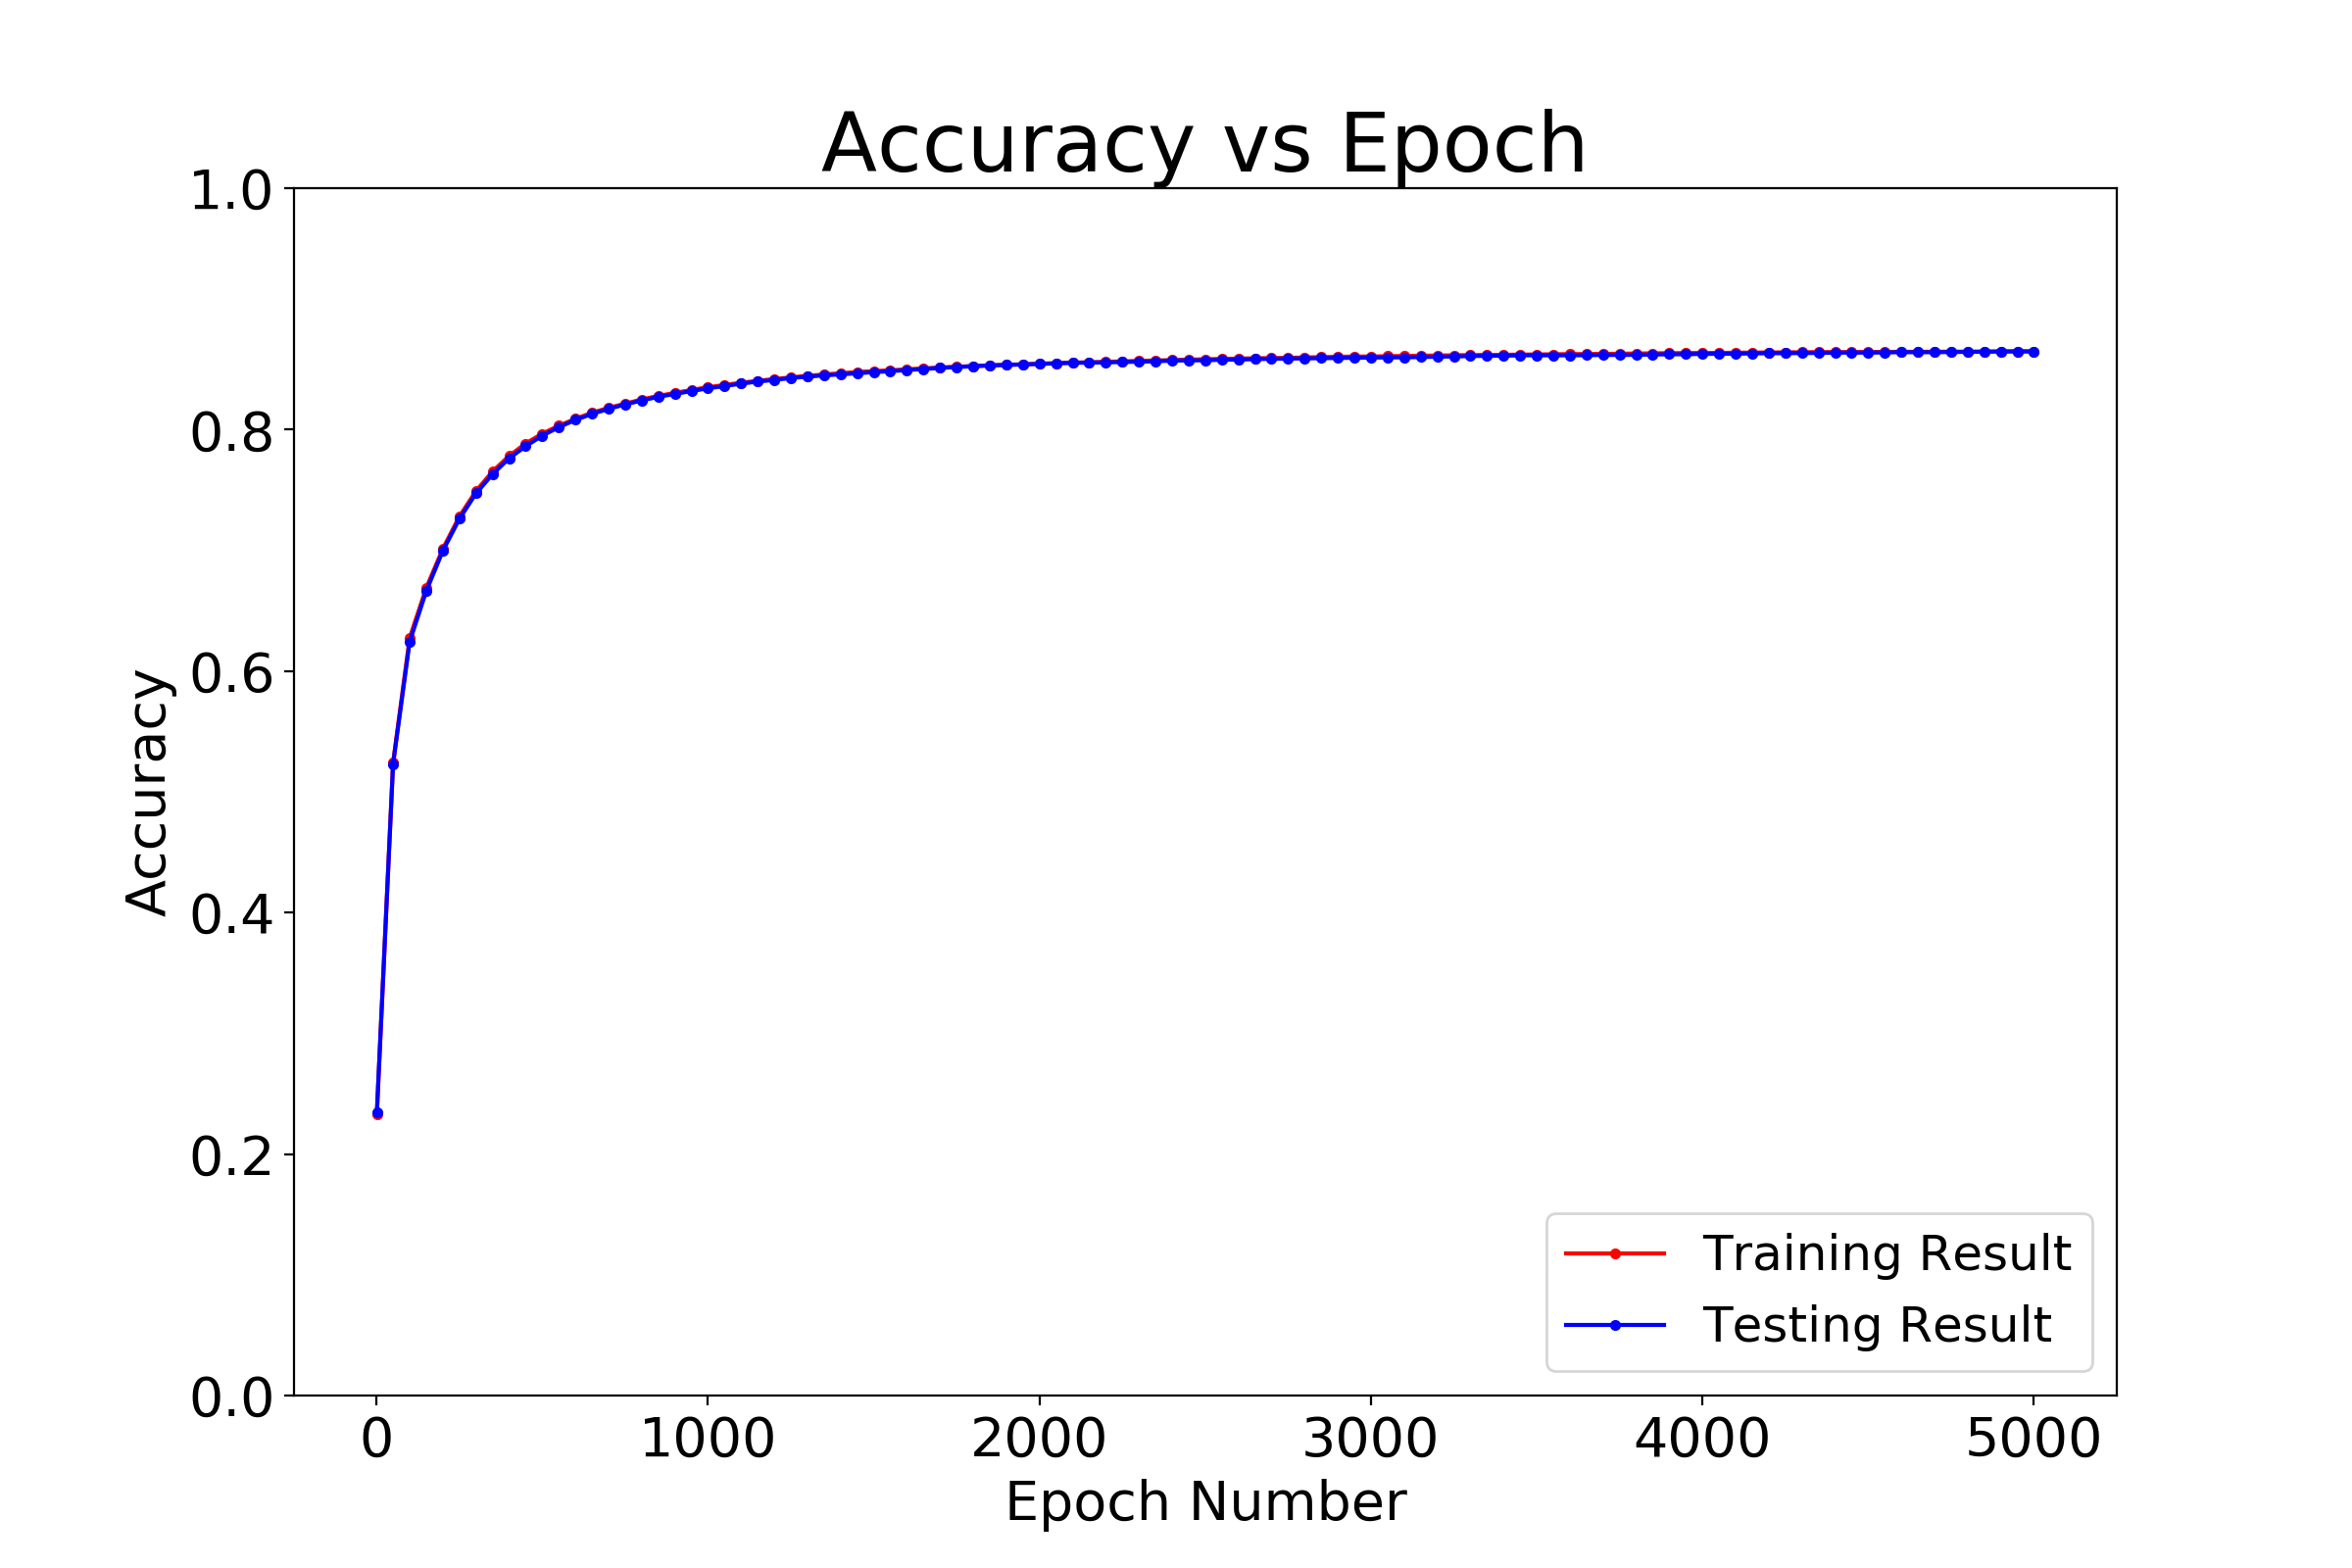 Accuracy vs Epoch
1.0
0.8
0.6
0.4
0.2
0.0
Accuracy
Training Result
Testing Result
0 1000 2000 3000 4000 5000
Epoch Number